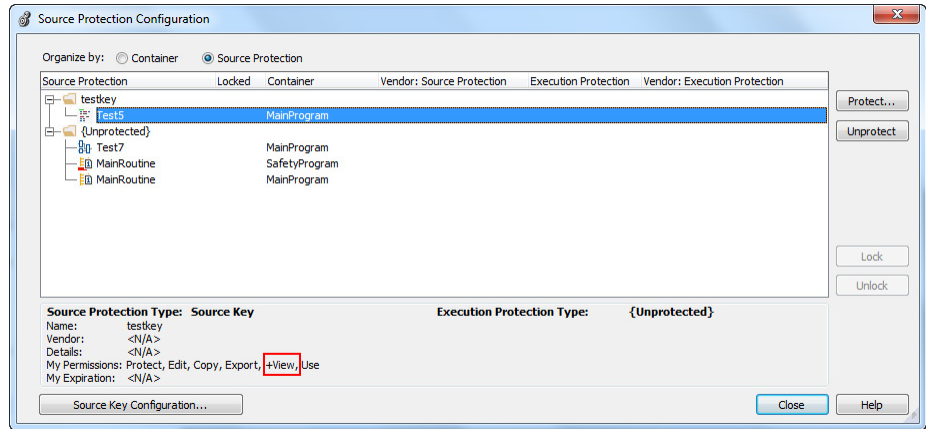 Source Protection Configuration
Organize by: Container Source Protection
Source Protection Locked Container Vendor: Source Protection Execution Protection Vendor: Execution Protection
testkey
Test5 MainProgram
{Unprotected}
Test7 MainProgram
MainRoutine SafetyProgram
MainRoutine MainProgram
Protect...
Unprotect
Lock
Unlock
Source Protection Type: Source Key Execution Protection Type: {Unprotected}
Name: testkey
Vendor: <N/A>
Details: <N/A>
My Permissions: Protect, Edit, Copy, Export, +View, Use
My Expiration: <N/A>
Source Key Configuration... Close Help